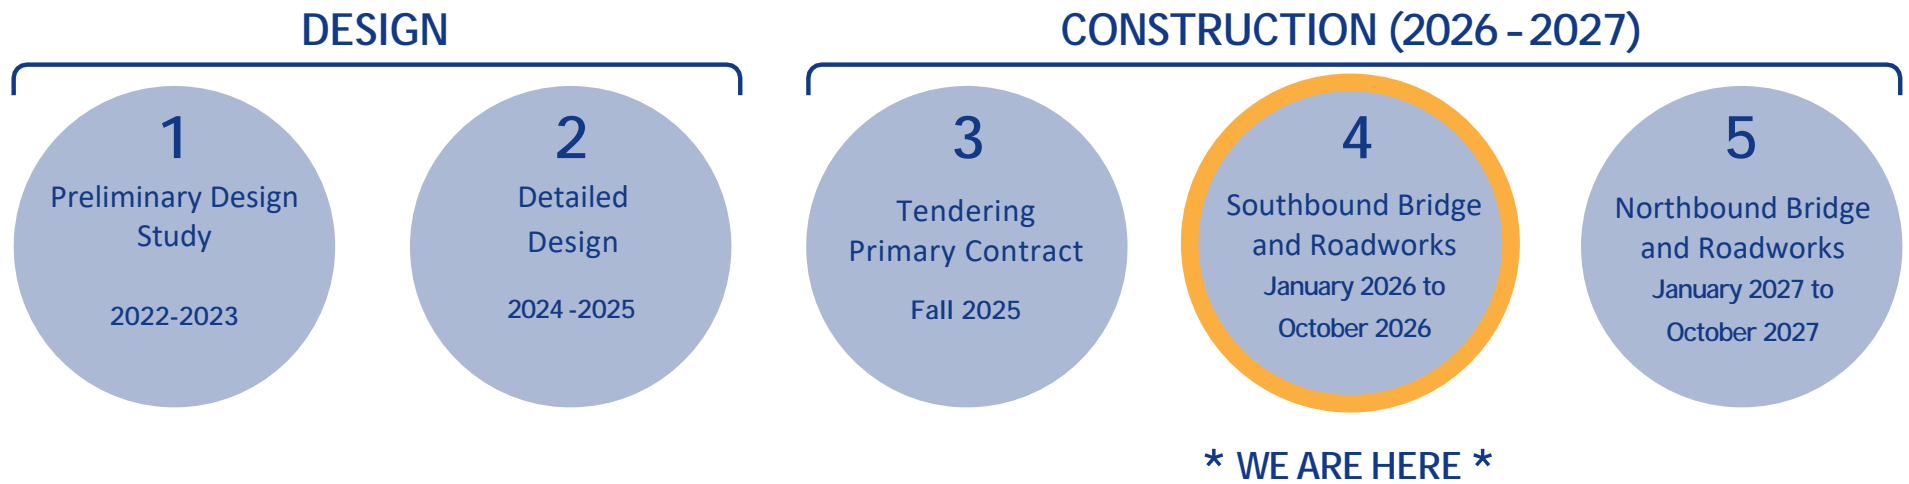 DESIGN
CONSTRUCTION (2026 - 2027)
1
Preliminary Design
Study
2022-2023
2
Detailed
Design
2024 -2025
3
Tendering
Primary Contract
Fall 2025
4
Southbound Bridge
and Roadworks
January 2026 to
October 2026
5
Northbound Bridge
and Roadworks
January 2027 to
October 2027
* WE ARE HERE *